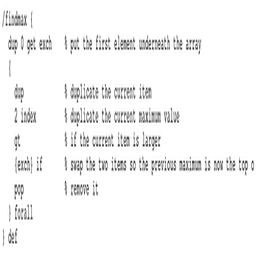 /findmax {
dup 0 get exch % put the first element underneath the array
{
dup % duplicate the current item
2 index % duplicate the current maximum value
gt % if the current item is larger
{exch} if % swap the two items so the previous maximum is now the top o
pop % remove it
} forall
} def